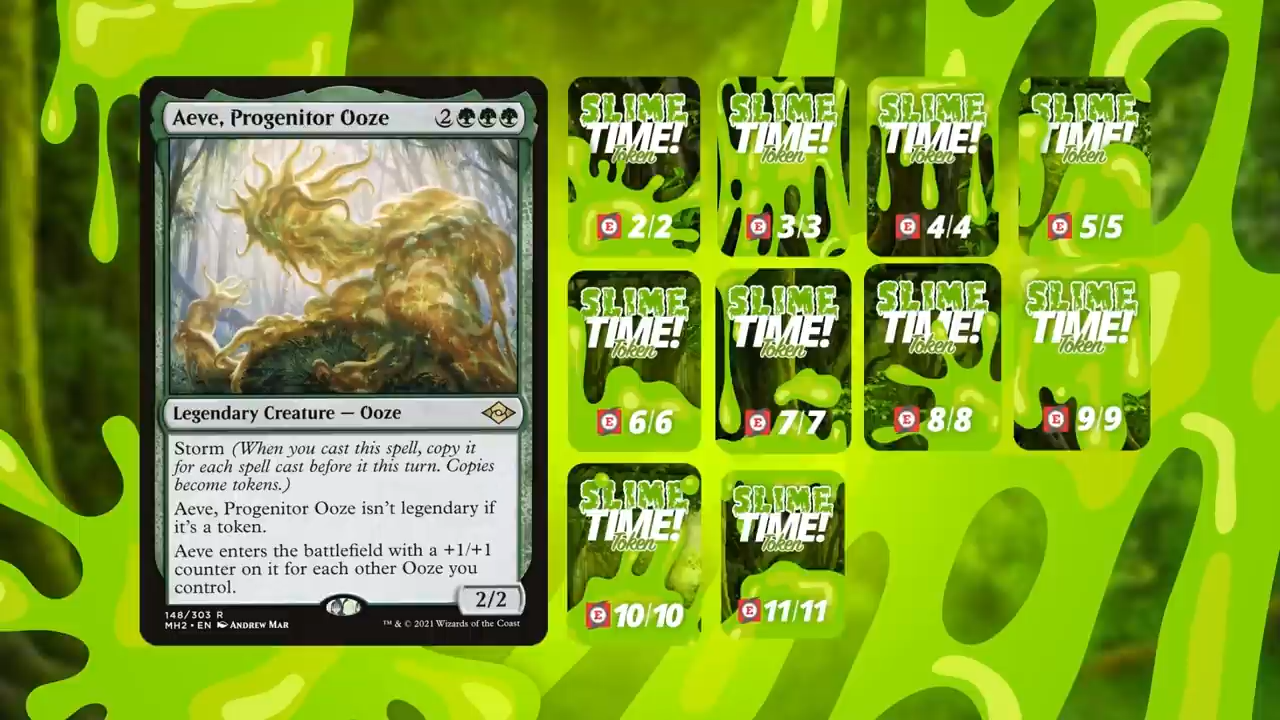 Aeve, Progenitor Ooze 2
Legendary Creature — Ooze
Storm (When you cast this spell, copy it
for each spell cast before it this turn. Copies
become tokens.)
Aeve, Progenitor Ooze isn't legendary if
it's a token.
Aeve enters the battlefield with a +1/+1
counter on it for each other Ooze you
control.
2/2
148/303 R
MH2 • EN Andrew Mar
™ & © 2021 Wizards of the Coast
SLIME
TIME!
Token
E 2/2
SLIME
TIME!
Token
E 3/3
SLIME
TIME!
Token
E 4/4
SLIME
TIME!
Token
E 5/5
SLIME
TIME!
Token
E 6/6
SLIME
TIME!
Token
E 7/7
SLIME
TIME!
Token
E 8/8
SLIME
TIME!
Token
E 9/9
SLIME
TIME!
Token
E 10/10
SLIME
TIME!
Token
E 11/11